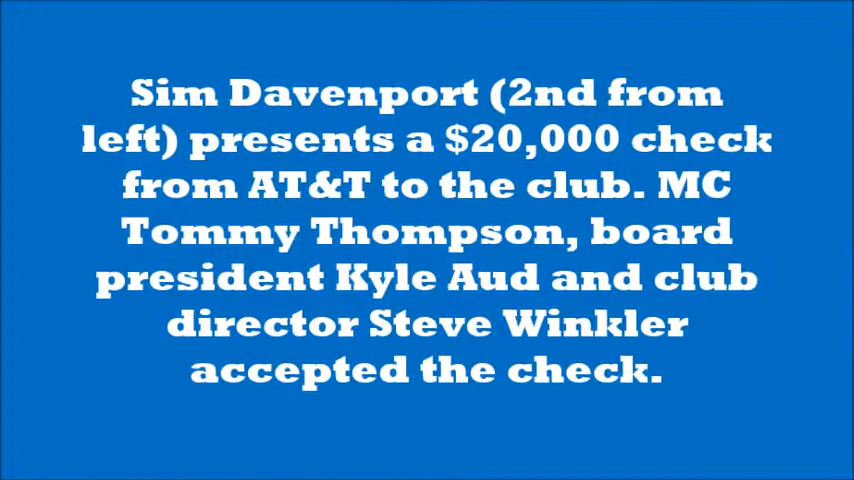 Sim Davenport (2nd from
left) presents a $20,000 check
from AT&T to the club. MC
Tommy Thompson, board
president Kyle Aud and club
director Steve Winkler
accepted the check.